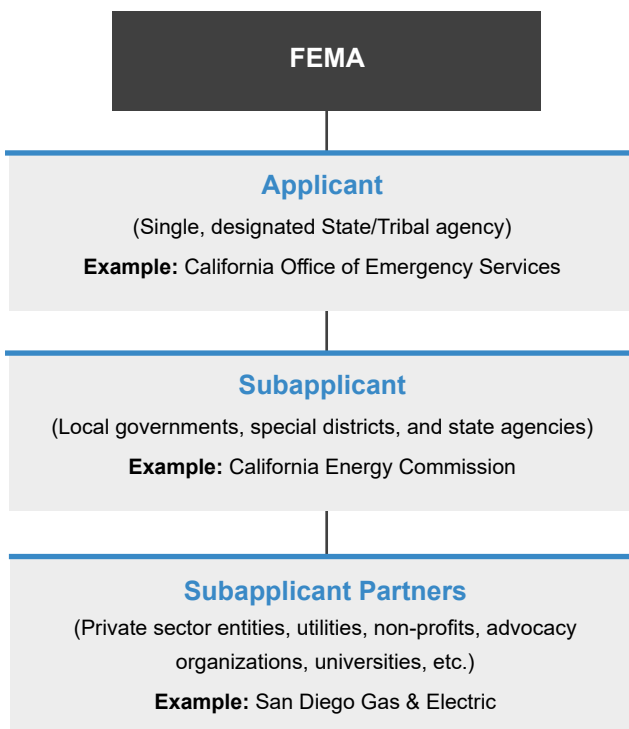 FEMA
Applicant
(Single, designated State/Tribal agency)
Example: California Office of Emergency Services
Subapplicant
(Local governments, special districts, and state agencies)
Example: California Energy Commission
Subapplicant Partners
(Private sector entities, utilities, non-profits, advocacy
organizations, universities, etc.)
Example: San Diego Gas & Electric